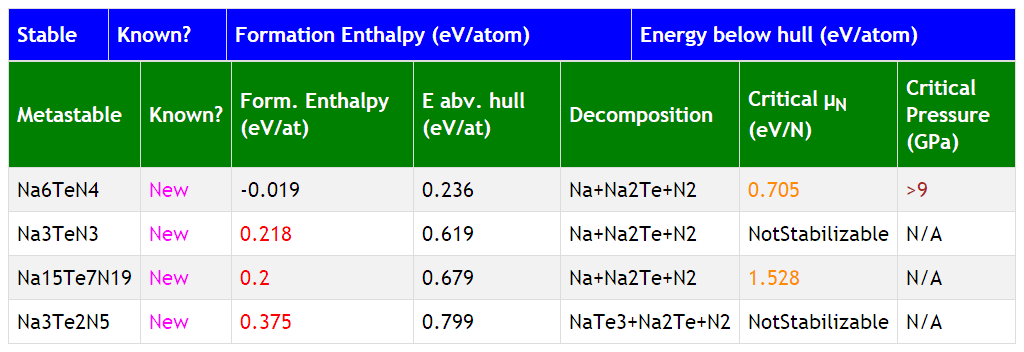 Stable Known? Formation Enthalpy (eV/atom) Energy below hull (eV/atom)
Metastable Known? Form. Enthalpy (eV/at) E abv. hull (eV/at) Decomposition Critical μN (eV/N) Critical Pressure (GPa)
Na6TeN4 New -0.019 0.236 Na+Na2Te+N2 0.705 >9
Na3TeN3 New 0.218 0.619 Na+Na2Te+N2 NotStabilizable N/A
Na15Te7N19 New 0.2 0.679 Na+Na2Te+N2 1.528 N/A
Na3Te2N5 New 0.375 0.799 NaTe3+Na2Te+N2 NotStabilizable N/A